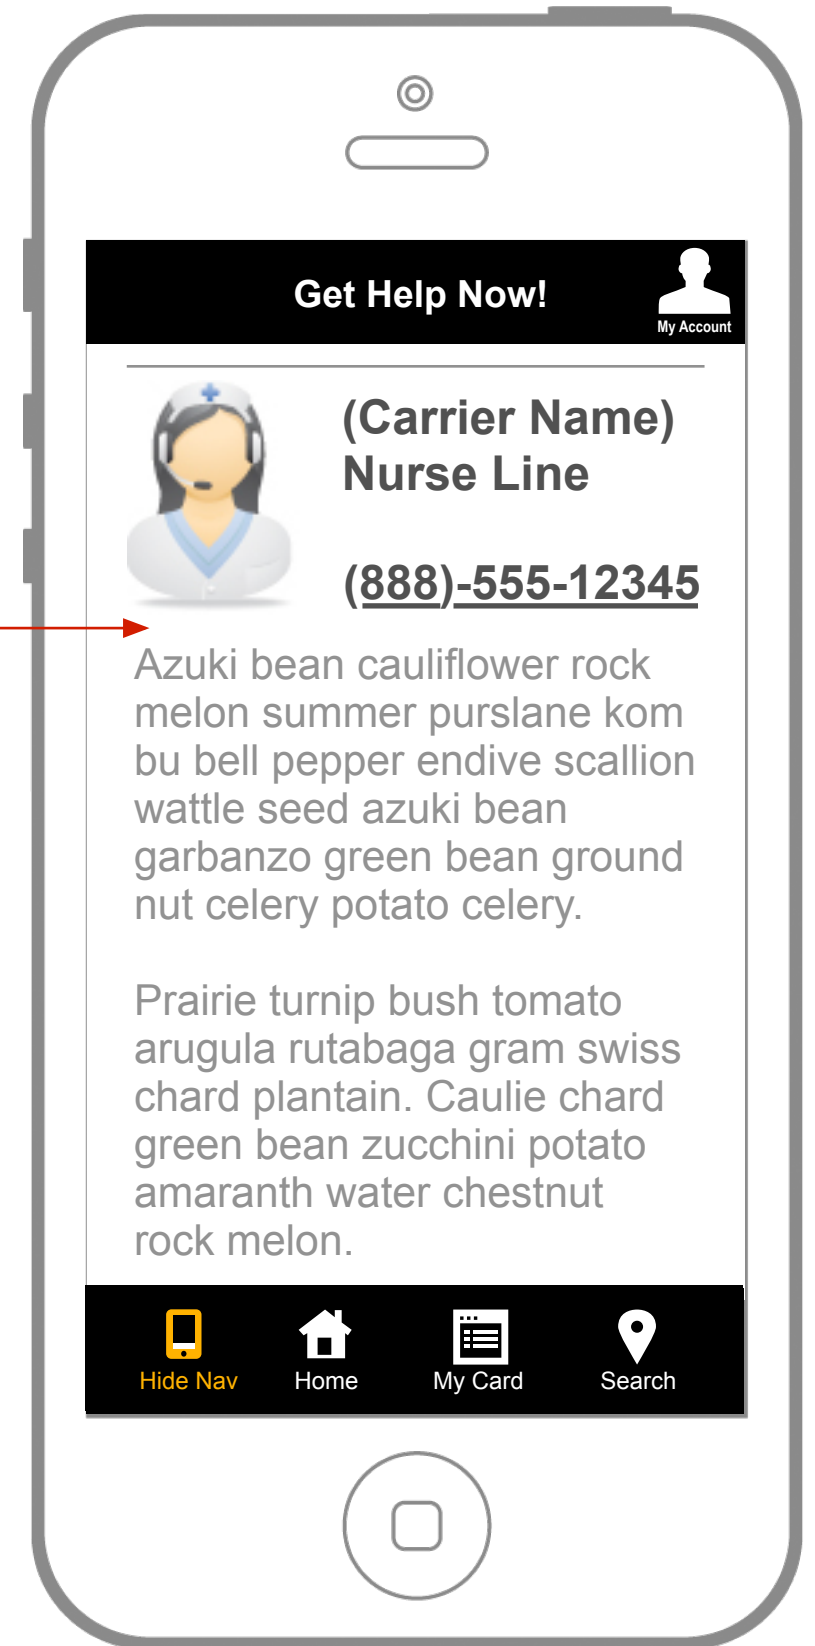 Get Help Now!
My Account
(Carrier Name)
Nurse Line
(888)-555-12345
Azuki bean cauliflower rock
melon summer purslane kom
bu bell pepper endive scallion
wattle seed azuki bean
garbanzo green bean ground
nut celery potato celery.
Prairie turnip bush tomato
arugula rutabaga gram swiss
chard plantain. Caulie chard
green bean zucchini potato
amaranth water chestnut
rock melon.
Hide Nav Home My Card Search